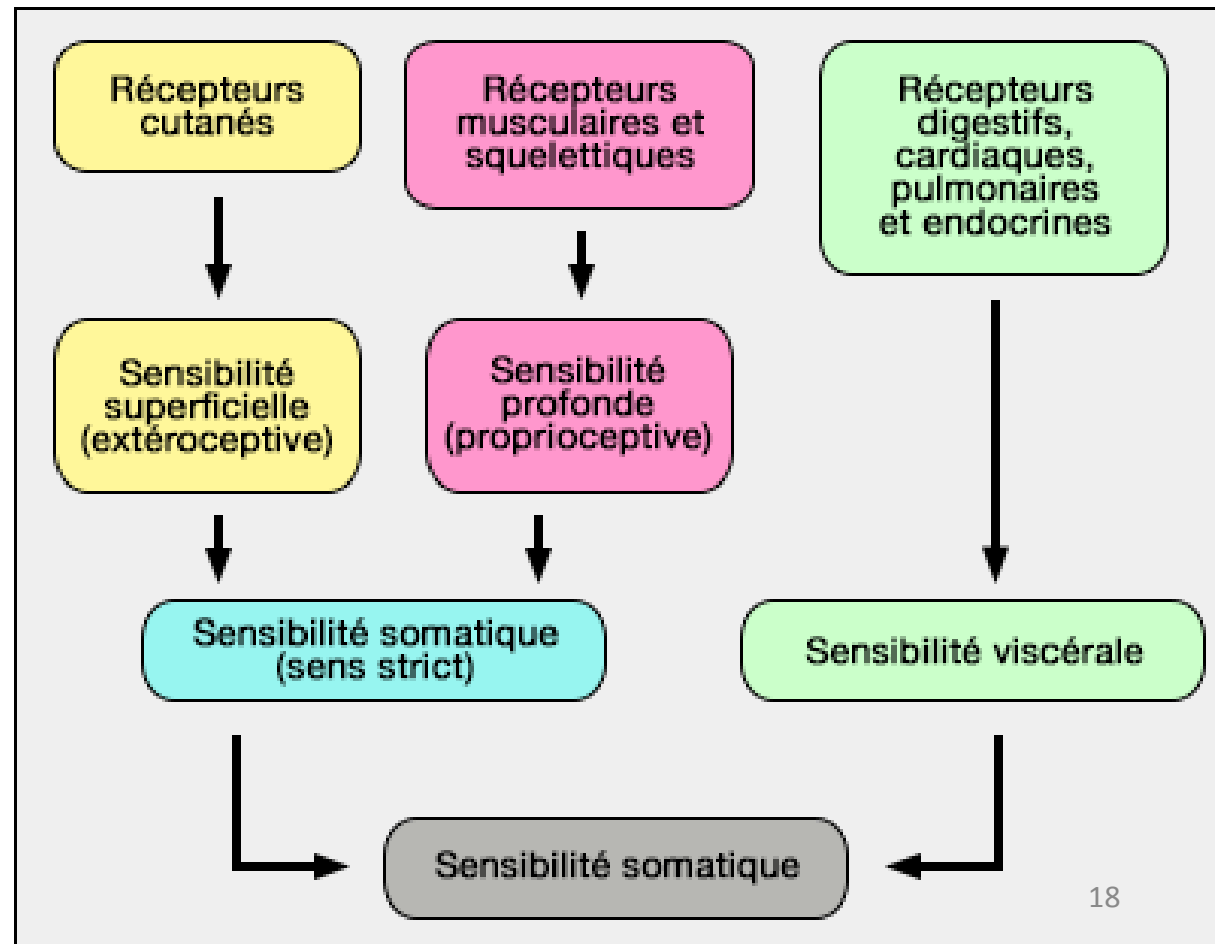 Récepteurs
cutanés
Récepteurs
musculaires et
squelettiques
Récepteurs
digestifs,
cardiaques,
pulmonaires
et endocrines
Sensibilité
superficielle
(extéroceptive)
Sensibilité
profonde
(proprioceptive)
Sensibilité somatique
(sens strict)
Sensibilité viscérale
Sensibilité somatique
18